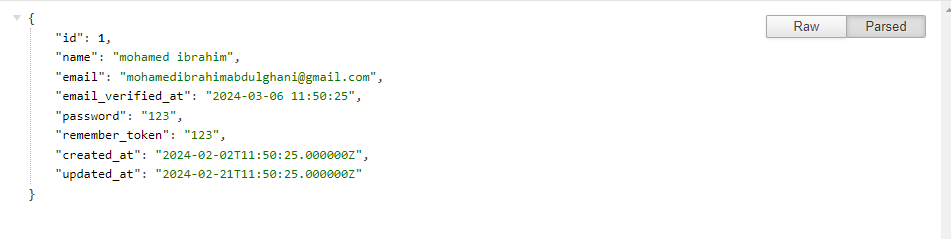 {
"id": 1,
"name": "mohamed ibrahim",
"email": "mohamedibrahimabdulghani@gmail.com",
"email_verified_at": "2024-03-06 11:50:25",
"password": "123",
"remember_token": "123",
"created_at": "2024-02-02T11:50:25.000000Z",
"updated_at": "2024-02-21T11:50:25.000000Z"
}
Raw Parsed